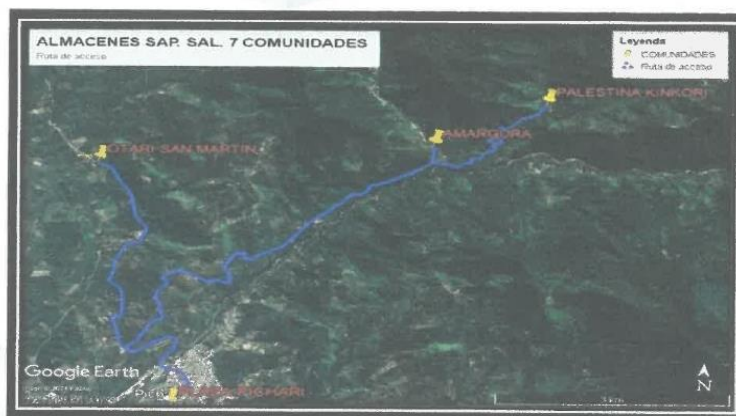 ALMACENES SAP. SAL. 7 COMUNIDADES
Ruta de acceso
Leyenda
COMUNIDADES
Ruta de acceso
PALESTINA KINKORI
AMARGORA
OTARI SAN MARTIN
Google Earth
N